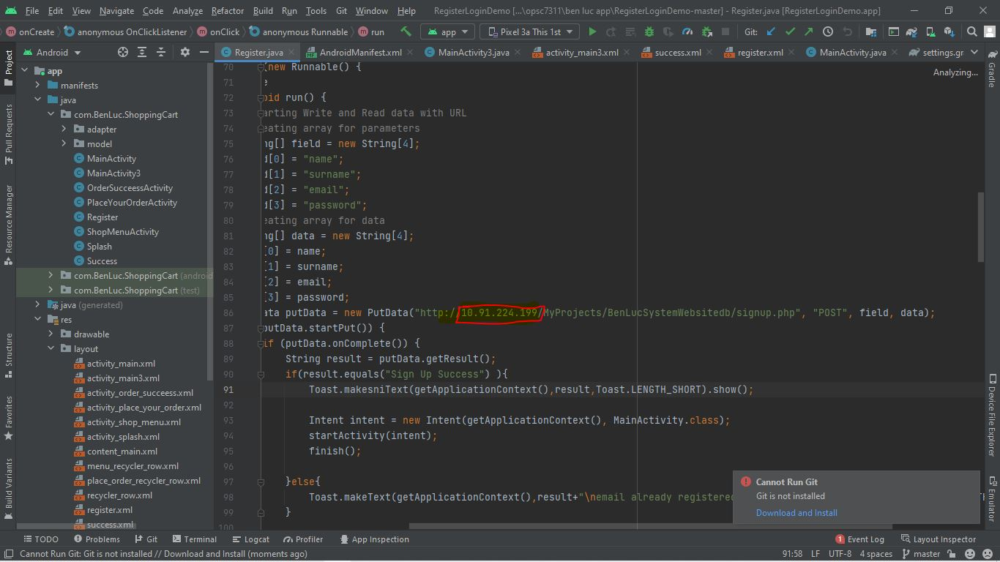 File Edit View Navigate Code Analyze Refactor Build Run Tools Git Window Help RegisterLoginDemo [...\opsc7311\ben luc app\RegisterLoginDemo-master] - Register.java [RegisterLoginDemo.app]
onCreate anonymous OnClickListener onClick anonymous Runnable run app Pixel 3a This 1st Git:
Android Register.java AndroidManifest.xml MainActivity3.java activity_main3.xml success.xml register.xml MainActivity.java settings.gr
Project
Pull Requests
Resource Manager
Structure
Favorites
Build Variants
app
manifests
java
com.BenLuc.ShoppingCart
adapter
model
MainActivity
MainActivity3
OrderSucceessActivity
PlaceYourOrderActivity
Register
ShopMenuActivity
Splash
Success
com.BenLuc.ShoppingCart (android
com.BenLuc.ShoppingCart (test)
java (generated)
res
drawable
layout
activity_main.xml
activity_main3.xml
activity_order_succeess.xml
activity_place_your_order.xml
activity_shop_menu.xml
activity_splash.xml
content_main.xml
menu_recycler_row.xml
place_order_recycler_row.xml
recycler_row.xml
register.xml
success.xml
Analyzing...
70 (new Runnable() {
71 e
72 oid run() {
73 arting Write and Read data with URL
74 eating array for parameters
75 ng[] field = new String[4];
76 d[0] = "name";
77 d[1] = "surname";
78 d[2] = "email";
79 d[3] = "password";
80 eating array for data
81 ng[] data = new String[4];
82 [0] = name;
83 [1] = surname;
84 [2] = email;
85 [3] = password;
86 ata putData = new PutData("http://10.91.224.199/MyProjects/BenLucSystemWebsitedb/signup.php", "POST", field, data);
87 putData.startPut()) {
88 if (putData.onComplete()) {
89 String result = putData.getResult();
90 if(result.equals("Sign Up Success") ){
91 Toast.makesniText(getApplicationContext(),result,Toast.LENGTH_SHORT).show();
92
93 Intent intent = new Intent(getApplicationContext(), MainActivity.class);
94 startActivity(intent);
95 finish();
96
97 }else{
98 Toast.makeText(getApplicationContext(),result+"\nemail already registered
99 }
100
Cannot Run Git
Git is not installed
Download and Install
Gradle
Device File Explorer
Emulator
TODO Problems Git Terminal Logcat Profiler App Inspection Event Log Layout Inspector
Cannot Run Git: Git is not installed // Download and Install (moments ago) 91:58 LF UTF-8 4 spaces master